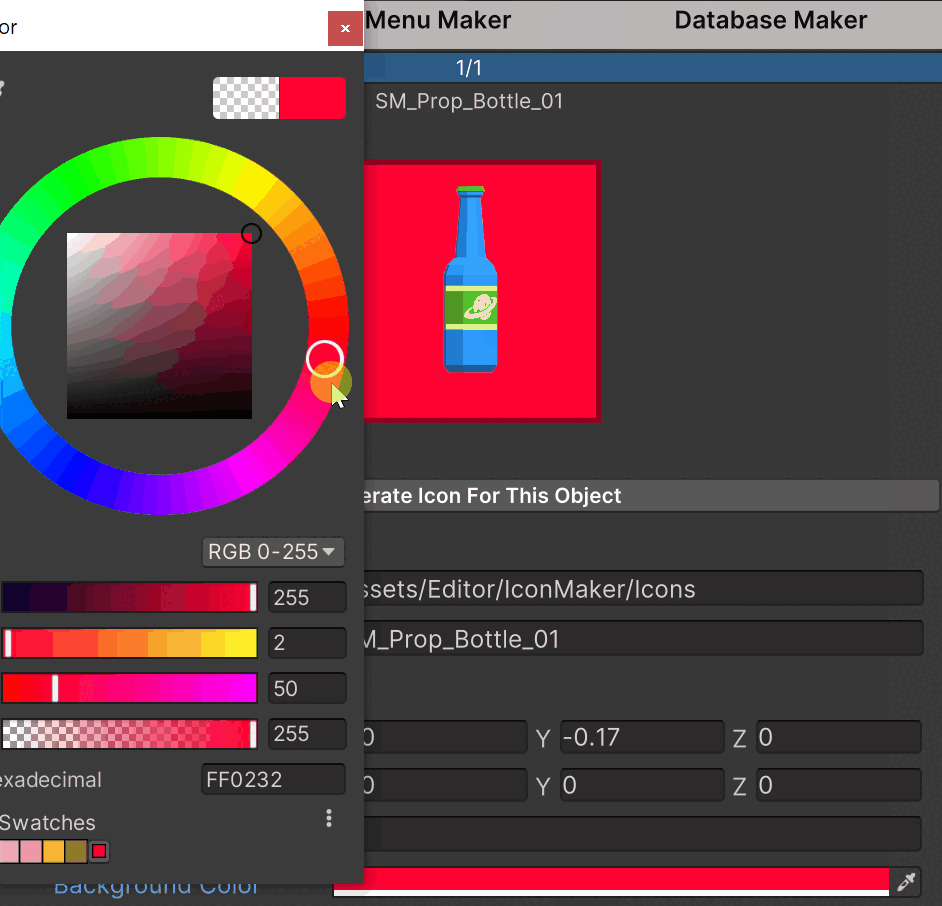 or
×
Menu Maker
Database Maker
1/1
SM_Prop_Bottle_01
erate Icon For This Object
RGB 0-255
255
2
50
255
exadecimal
FF0232
Swatches
ssets/Editor/IconMaker/Icons
M_Prop_Bottle_01
0
Y
-0.17
Z
0
0
Y
0
Z
0
Background Color